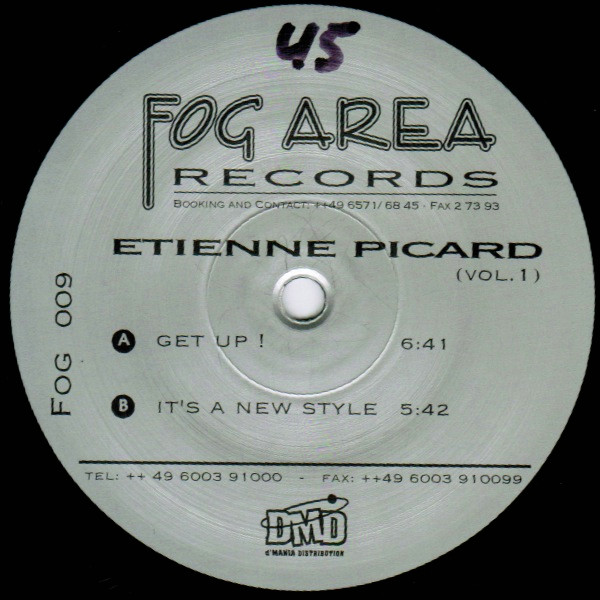 45
FOG AREA
RECORDS
BOOKING AND CONTACT: ++49 6571/ 68 45 · FAX 2 73 93
ETIENNE PICARD
(VOL.1)
FOG 009
A GET UP ! 6:41
B IT'S A NEW STYLE 5:42
TEL: ++ 49 6003 91000 - FAX: ++49 6003 910099
DMD
d'MANIA DISTRIBUTION